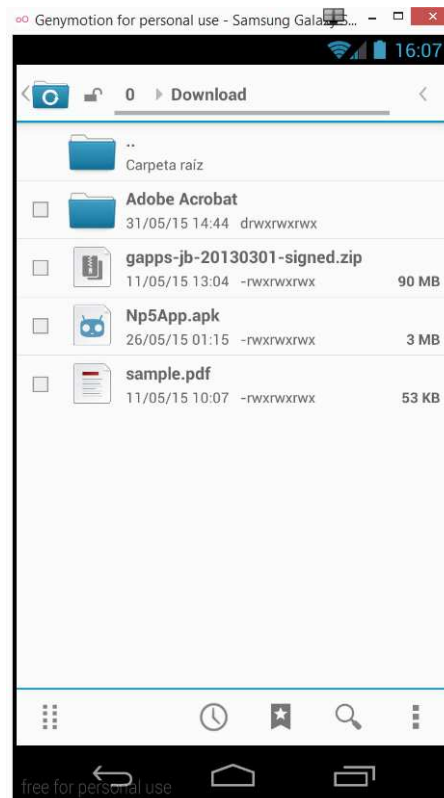 Genymotion for personal use - Samsung Galaxy S...
16:07
0 Download
..
Carpeta raíz
Adobe Acrobat
31/05/15 14:44 drwxrwxrwx
gapps-jb-20130301-signed.zip
11/05/15 13:04 -rwxrwxrwx 90 MB
Np5App.apk
26/05/15 01:15 -rwxrwxrwx 3 MB
sample.pdf
11/05/15 10:07 -rwxrwxrwx 53 KB
free for personal use